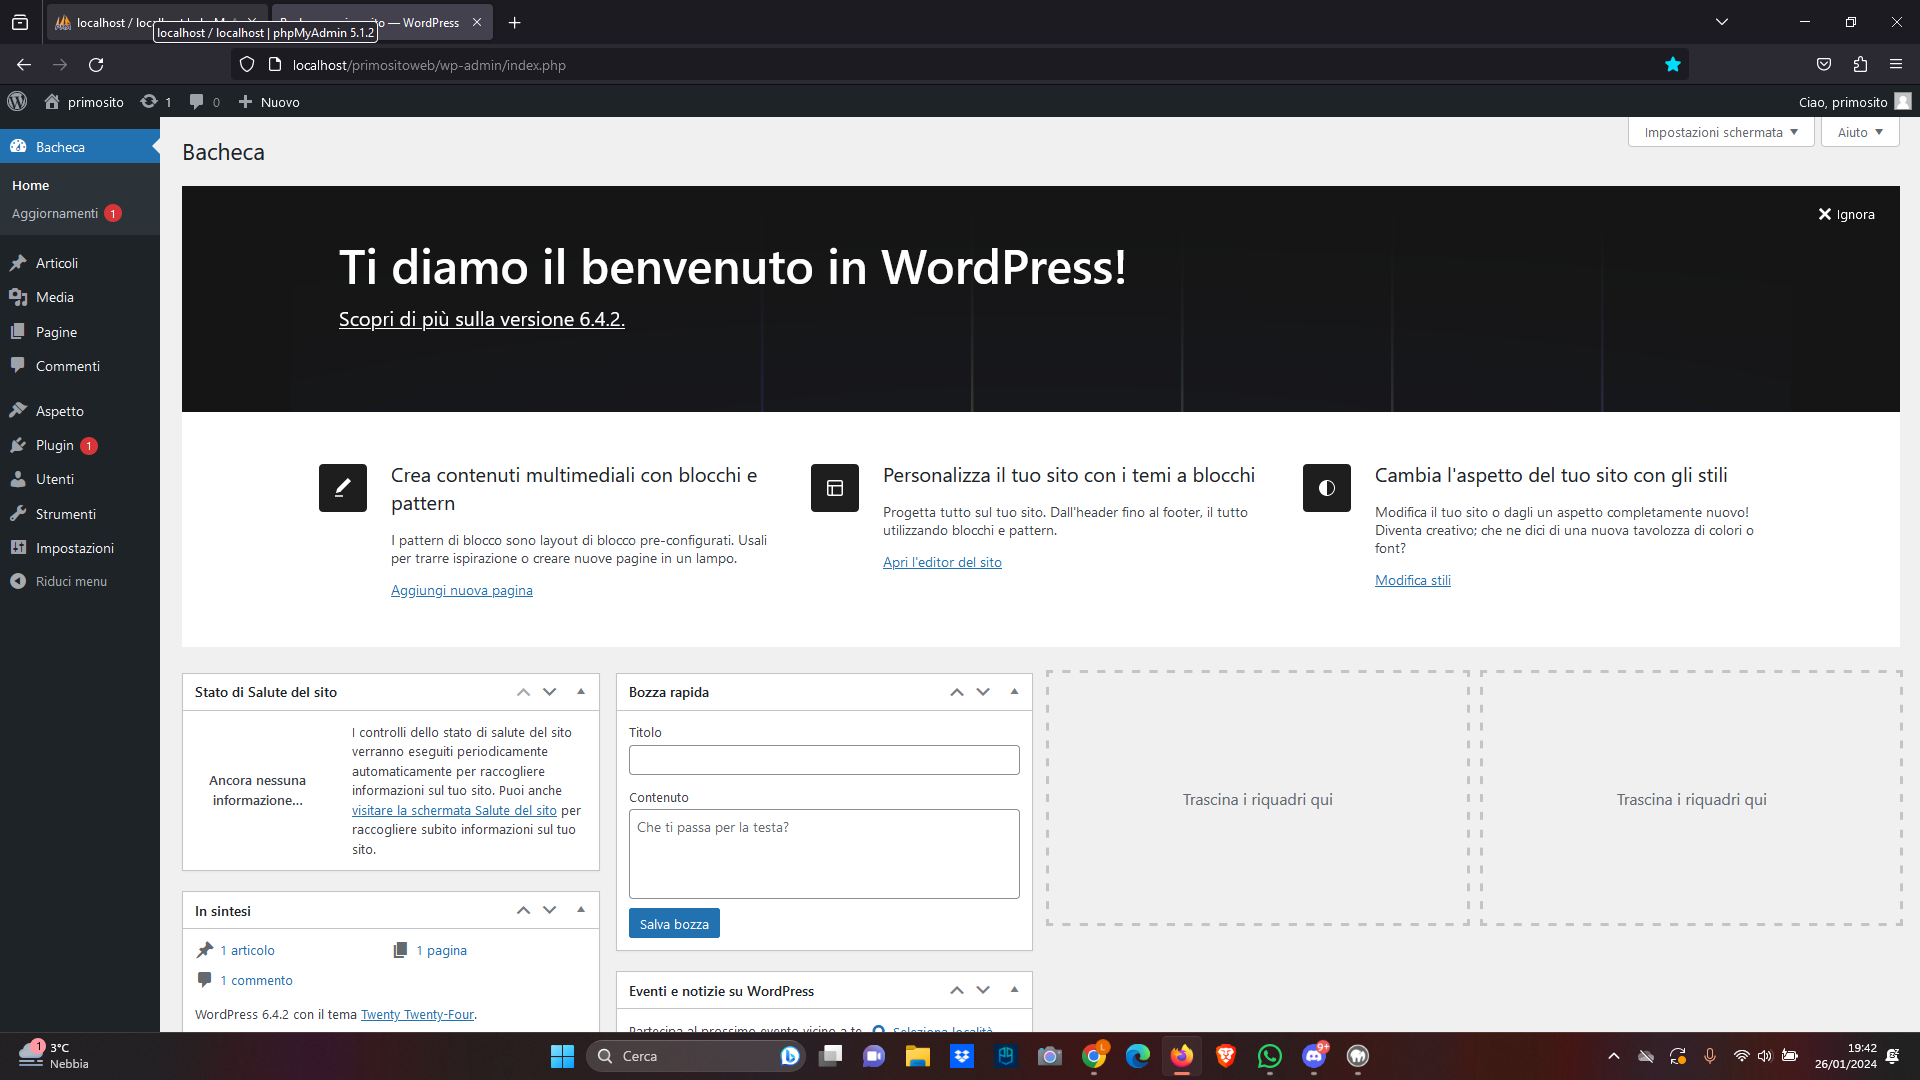 localhost / 
— WordPress
localhost / localhost | phpMyAdmin 5.1.2
localhost/primositoweb/wp-admin/index.php
primosito
1
0
Nuovo
Ciao, primosito
Impostazioni schermata
Aiuto
Bacheca
Home
Aggiornamenti 1
Articoli
Media
Pagine
Commenti
Aspetto
Plugin 1
Utenti
Strumenti
Impostazioni
Riduci menu
Bacheca
Ignora
Ti diamo il benvenuto in WordPress!
Scopri di più sulla versione 6.4.2.
Crea contenuti multimediali con blocchi e
pattern
I pattern di blocco sono layout di blocco pre-configurati. Usali
per trarre ispirazione o creare nuove pagine in un lampo.
Aggiungi nuova pagina
Personalizza il tuo sito con i temi a blocchi
Progetta tutto sul tuo sito. Dall'header fino al footer, il tutto
utilizzando blocchi e pattern.
Apri l'editor del sito
Cambia l'aspetto del tuo sito con gli stili
Modifica il tuo sito o dagli un aspetto completamente nuovo!
Diventa creativo; che ne dici di una nuova tavolozza di colori o
font?
Modifica stili
Stato di Salute del sito
Ancora nessuna
informazione...
I controlli dello stato di salute del sito
verranno eseguiti periodicamente
automaticamente per raccogliere
informazioni sul tuo sito. Puoi anche
visitare la schermata Salute del sito per
raccogliere subito informazioni sul tuo
sito.
In sintesi
1 articolo
1 pagina
1 commento
WordPress 6.4.2 con il tema Twenty Twenty-Four.
Bozza rapida
Titolo
Contenuto
Che ti passa per la testa?
Salva bozza
Eventi e notizie su WordPress
Partecipa al prossimo evento vicino a te
Seleziona località
Trascina i riquadri qui
Trascina i riquadri qui
1
3°C
Nebbia
Cerca
L
9+
19:42
26/01/2024